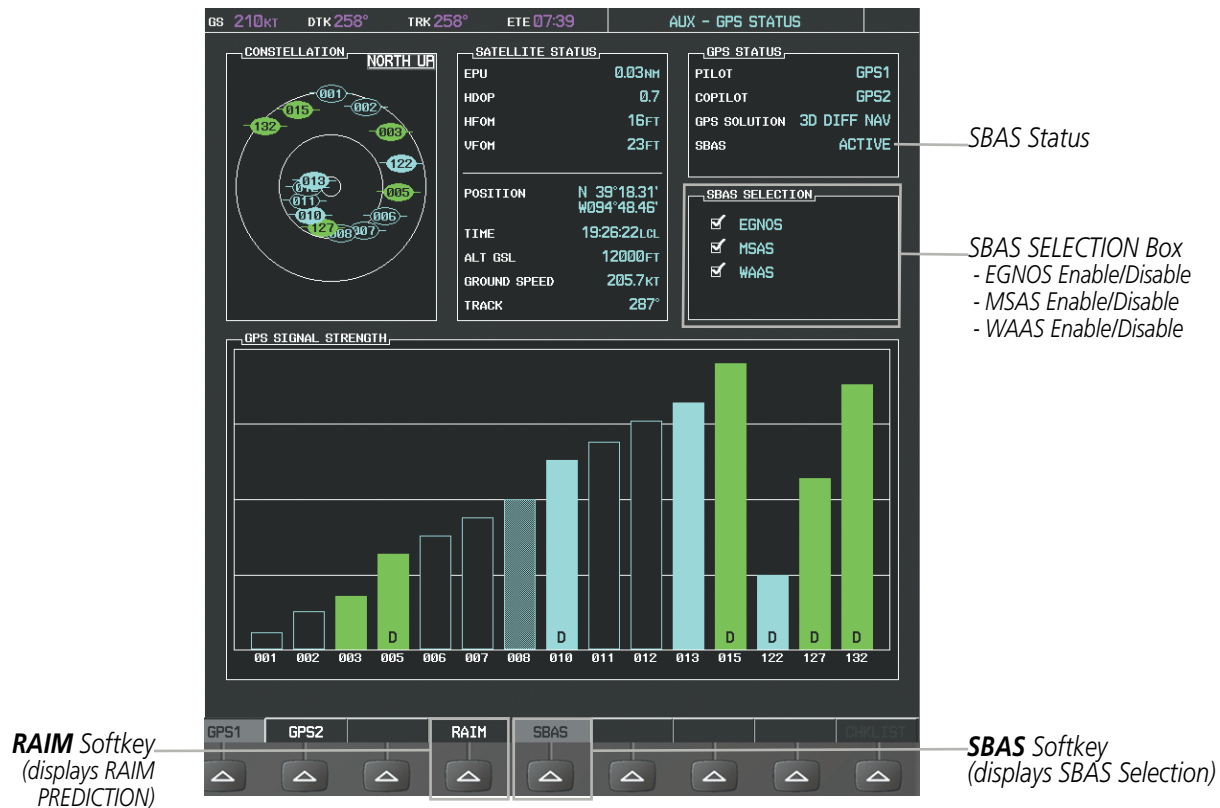 GS 210KT DTK 258° TRK 258° ETE 07:39 AUX - GPS STATUS
CONSTELLATION
NORTH UP
001
002
015
132
003
122
013
012
005
011
010
006
127
008
007
SATELLITE STATUS
EPU 0.03NM
HDOP 0.7
HFOM 16FT
VFOM 23FT
POSITION N 39°18.31'
W094°48.46'
TIME 19:26:22LCL
ALT GSL 12000FT
GROUND SPEED 205.7KT
TRACK 287°
GPS STATUS
PILOT GPS1
COPILOT GPS2
GPS SOLUTION 3D DIFF NAV
SBAS ACTIVE
SBAS Status
SBAS SELECTION
EGNOS
MSAS
WAAS
SBAS SELECTION Box
- EGNOS Enable/Disable
- MSAS Enable/Disable
- WAAS Enable/Disable
GPS SIGNAL STRENGTH
D D D D D D
001 002 003 005 006 007 008 010 011 012 013 015 122 127 132
GPS1 GPS2 RAIM SBAS CHKLIST
RAIM Softkey
(displays RAIM
PREDICTION)
SBAS Softkey
(displays SBAS Selection)